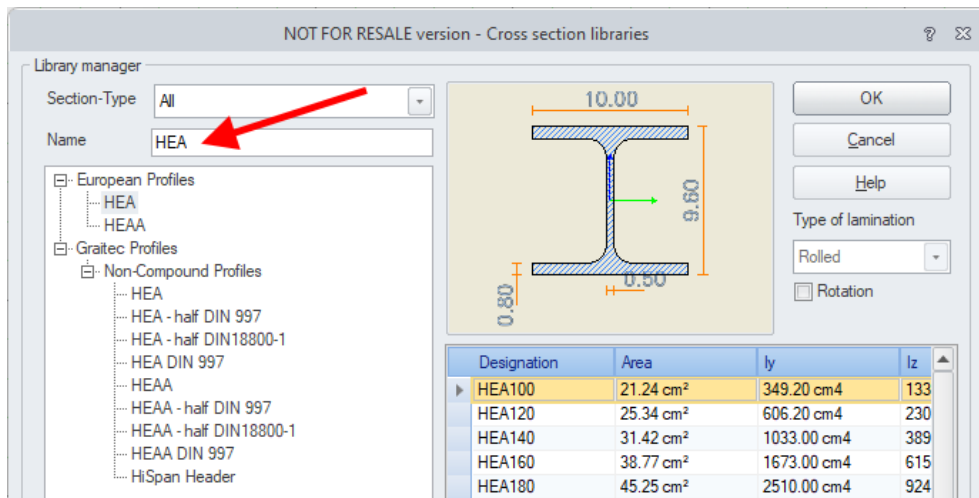 NOT FOR RESALE version - Cross section libraries
Library manager
Section-Type All
Name HEA
European Profiles
HEA
HEAA
Graitec Profiles
Non-Compound Profiles
HEA
HEA - half DIN 997
HEA - half DIN18800-1
HEA DIN 997
HEAA
HEAA - half DIN 997
HEAA - half DIN18800-1
HEAA DIN 997
HiSpan Header
10.00
9.60
0.50
0.80
OK
Cancel
Help
Type of lamination
Rolled
Rotation
Designation Area Iy Iz
HEA100 21.24 cm² 349.20 cm4 133
HEA120 25.34 cm² 606.20 cm4 230
HEA140 31.42 cm² 1033.00 cm4 389
HEA160 38.77 cm² 1673.00 cm4 615
HEA180 45.25 cm² 2510.00 cm4 924